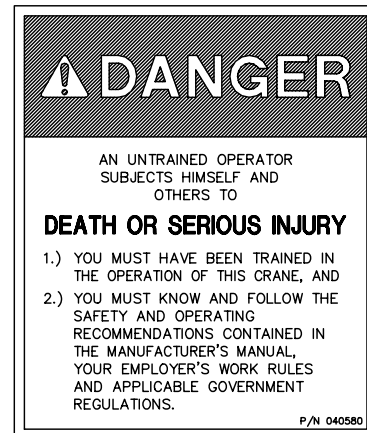 DANGER
AN UNTRAINED OPERATOR
SUBJECTS HIMSELF AND
OTHERS TO
DEATH OR SERIOUS INJURY
1.) YOU MUST HAVE BEEN TRAINED IN
THE OPERATION OF THIS CRANE, AND
2.) YOU MUST KNOW AND FOLLOW THE
SAFETY AND OPERATING
RECOMMENDATIONS CONTAINED IN
THE MANUFACTURER'S MANUAL,
YOUR EMPLOYER'S WORK RULES
AND APPLICABLE GOVERNMENT
REGULATIONS.
P/N 040580